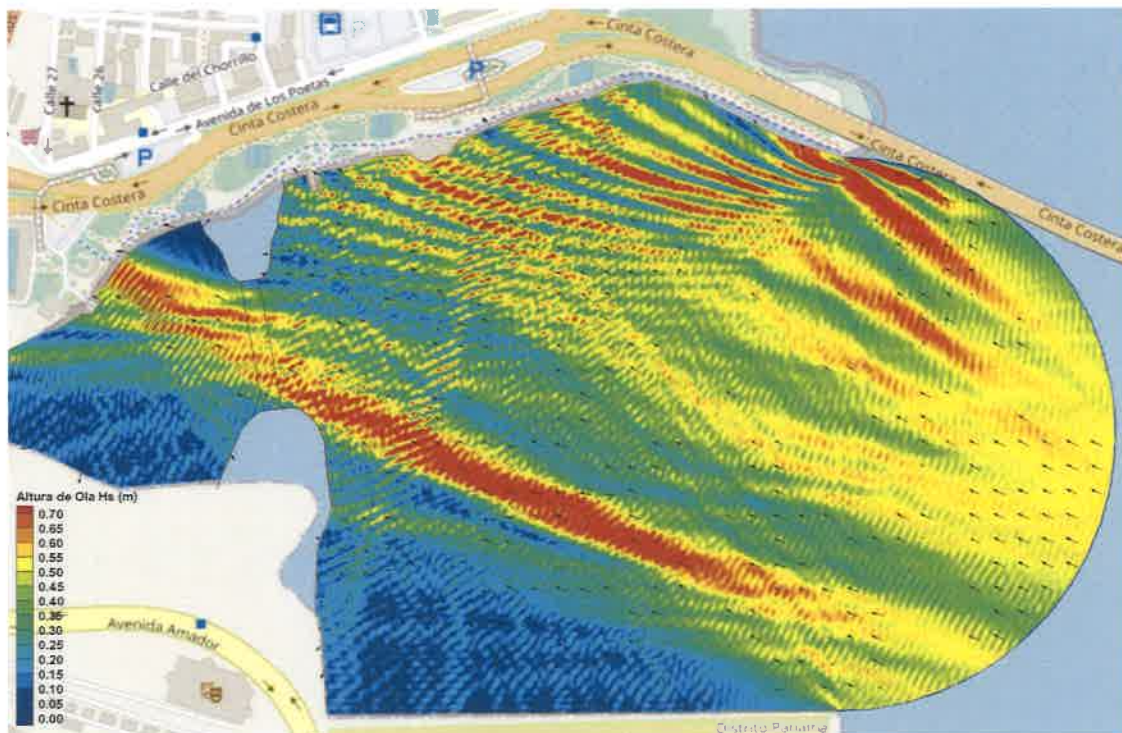 Cinta Costera
Calle 27
Calle 26
Calle del Chorrillo
Avenida de Los Poetas
P
Cinta Costera
P
Cinta Costera
Cinta Costera
Cinta Costera
Altura de Ola Hs (m)
0.70
0.65
0.60
0.55
0.50
0.45
0.40
0.35
0.30
0.25
0.20
0.15
0.10
0.05
0.00
Avenida Amador
Distrito Panamá